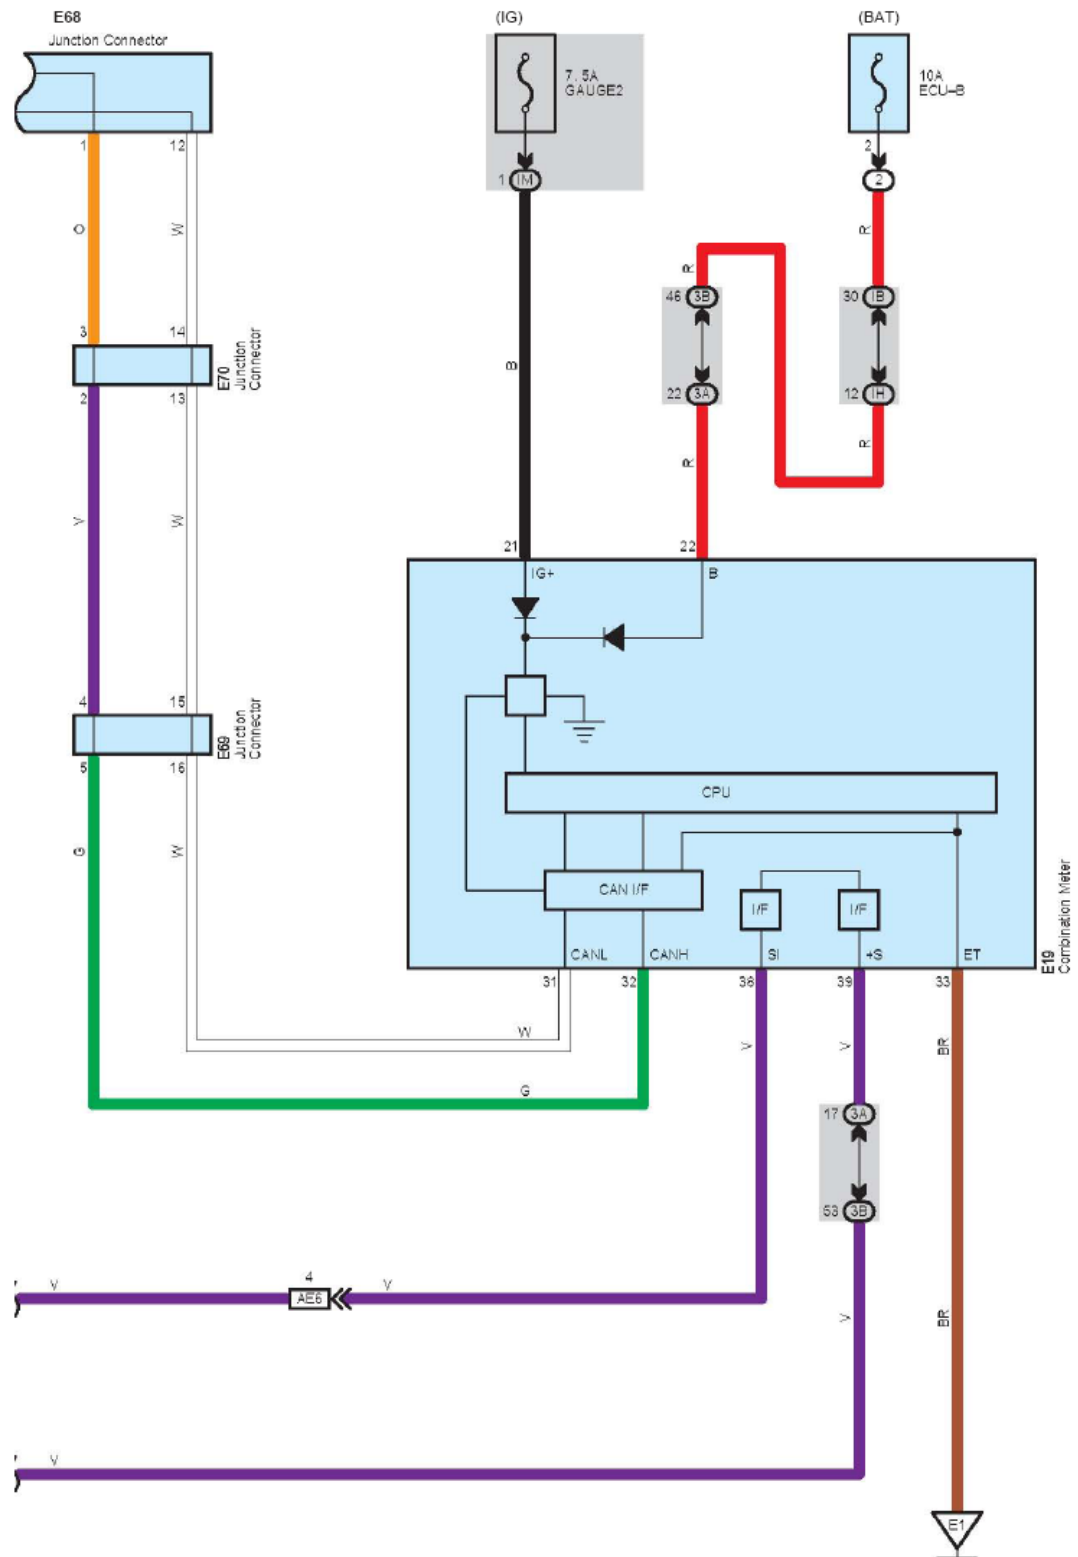 E68
Junction Connector
(IG)
(BAT)
7. 5A
GAUGE2
10A
ECU-B
1
12
2
1
IM
2
O
W
R
R
46
3B
30
IB
3
14
E70
Junction
Connector
B
2
13
22
3A
12
IH
R
R
V
W
21
22
IG+
B
4
15
E69
Junction
Connector
5
16
CPU
G
W
CAN I/F
I/F
I/F
E19
Combination Meter
CANL
CANH
SI
+S
ET
31
32
38
39
33
W
V
V
BR
G
17
3A
53
3B
4
V
AE6
V
V
BR
V
E1